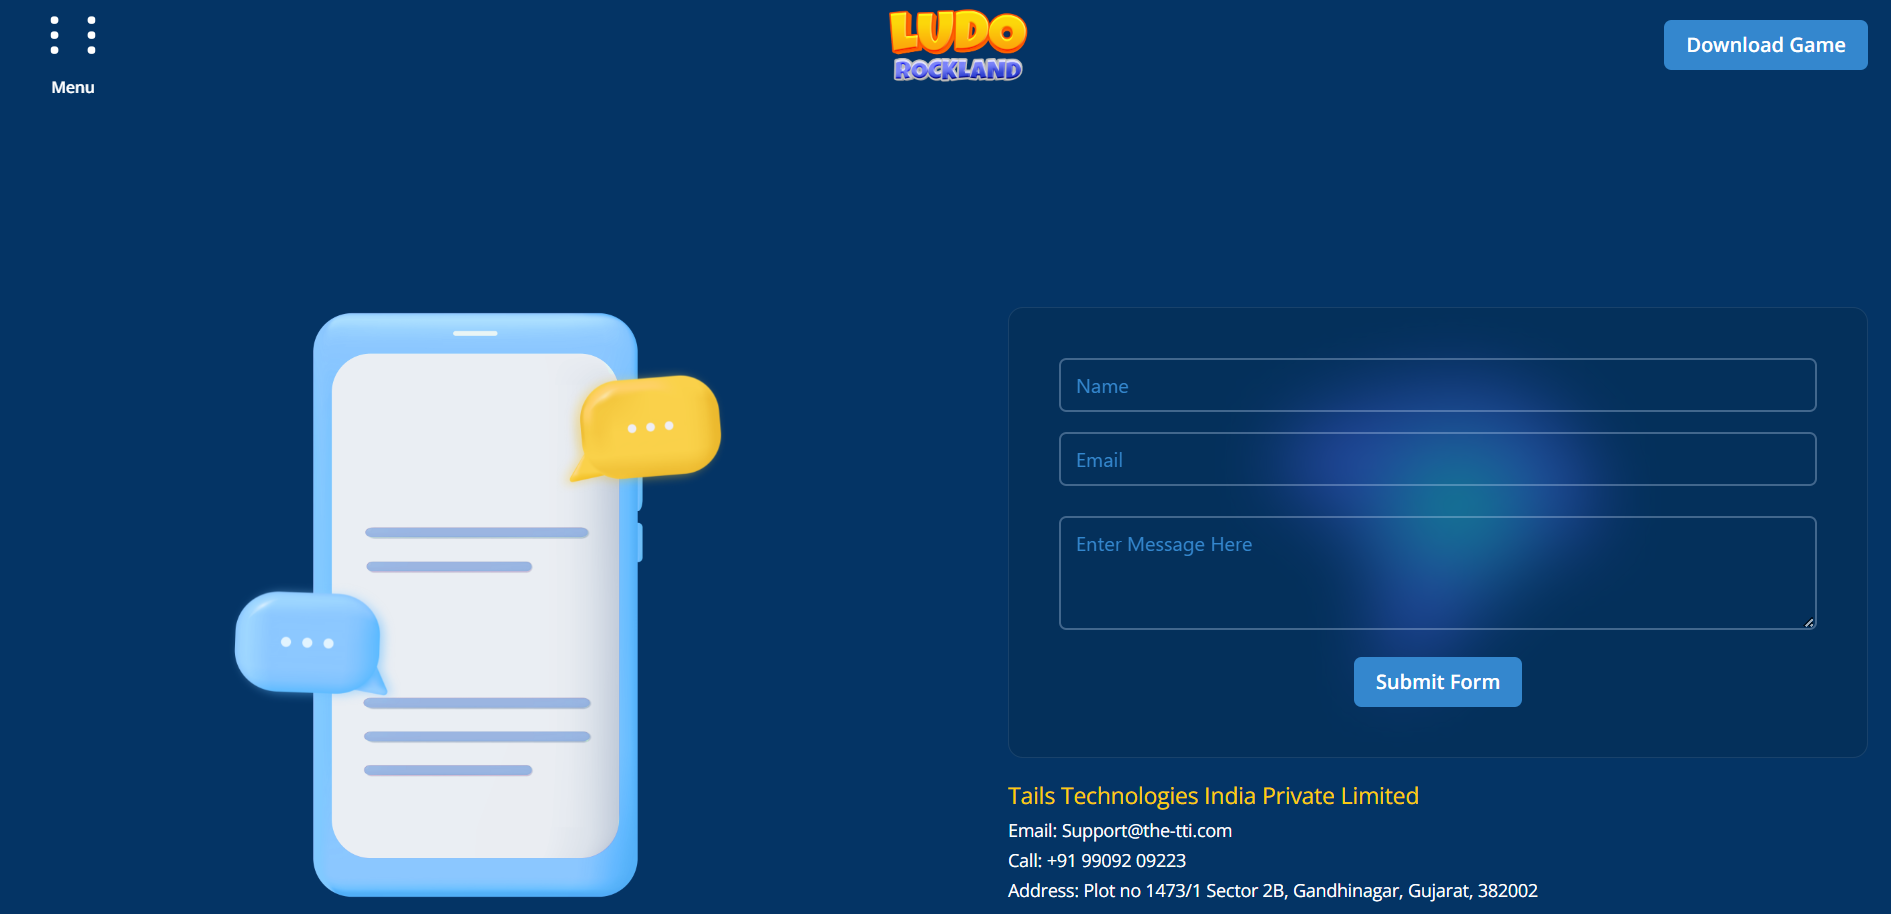 Menu
LUDO
ROCKLAND
Download Game
Name
Email
Enter Message Here
Submit Form
Tails Technologies India Private Limited
Email: Support@the-tti.com
Call: +91 99092 09223
Address: Plot no 1473/1 Sector 2B, Gandhinagar, Gujarat, 382002